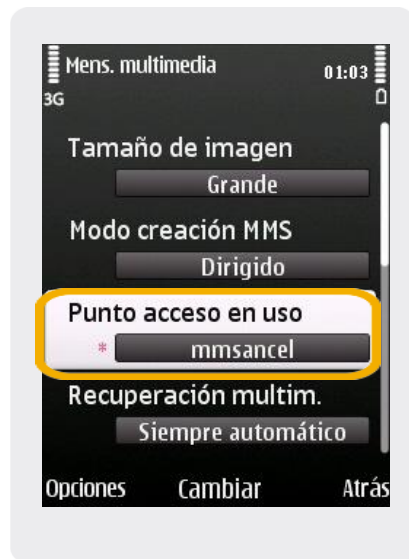 Mens. multimedia 01:03
3G
Tamaño de imagen
Grande
Modo creación MMS
Dirigido
Punto acceso en uso
* mmsancel
Recuperación multim.
Siempre automático
Opciones Cambiar Atrás